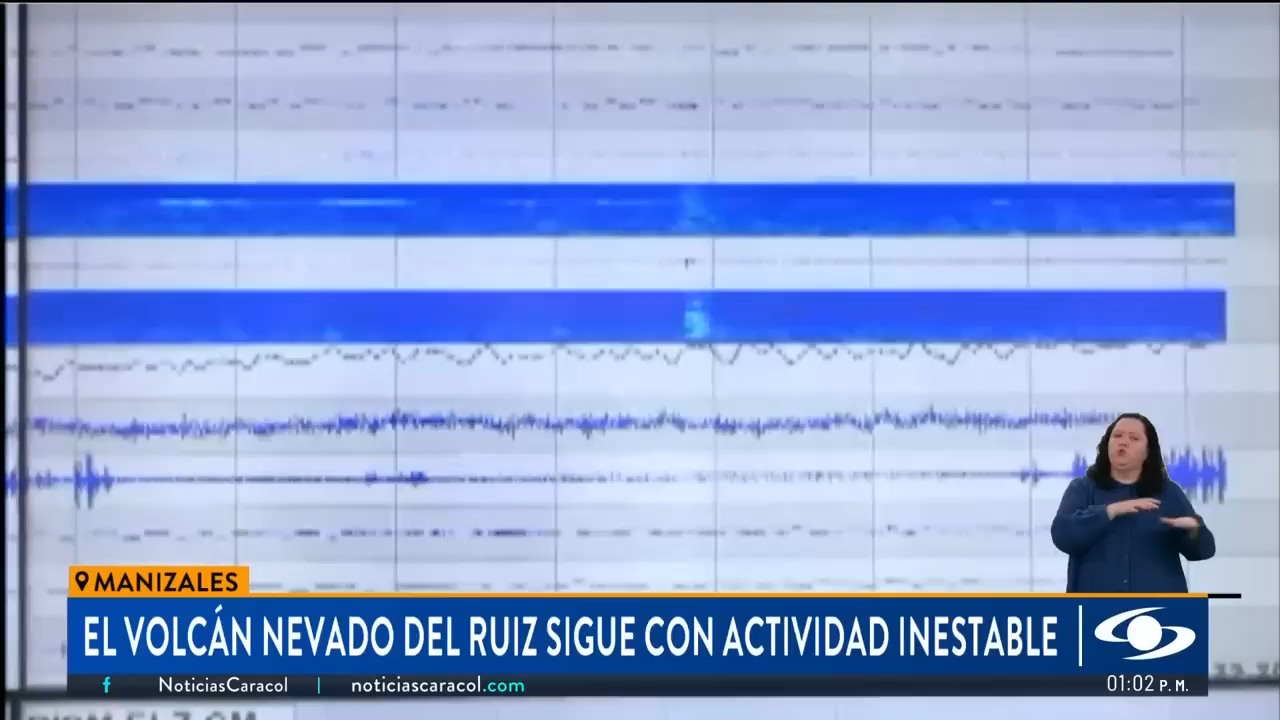 MANIZALES
EL VOLCÁN NEVADO DEL RUIZ SIGUE CON ACTIVIDAD INESTABLE
NoticiasCaracol | noticiascaracol.com
01:02 P. M.